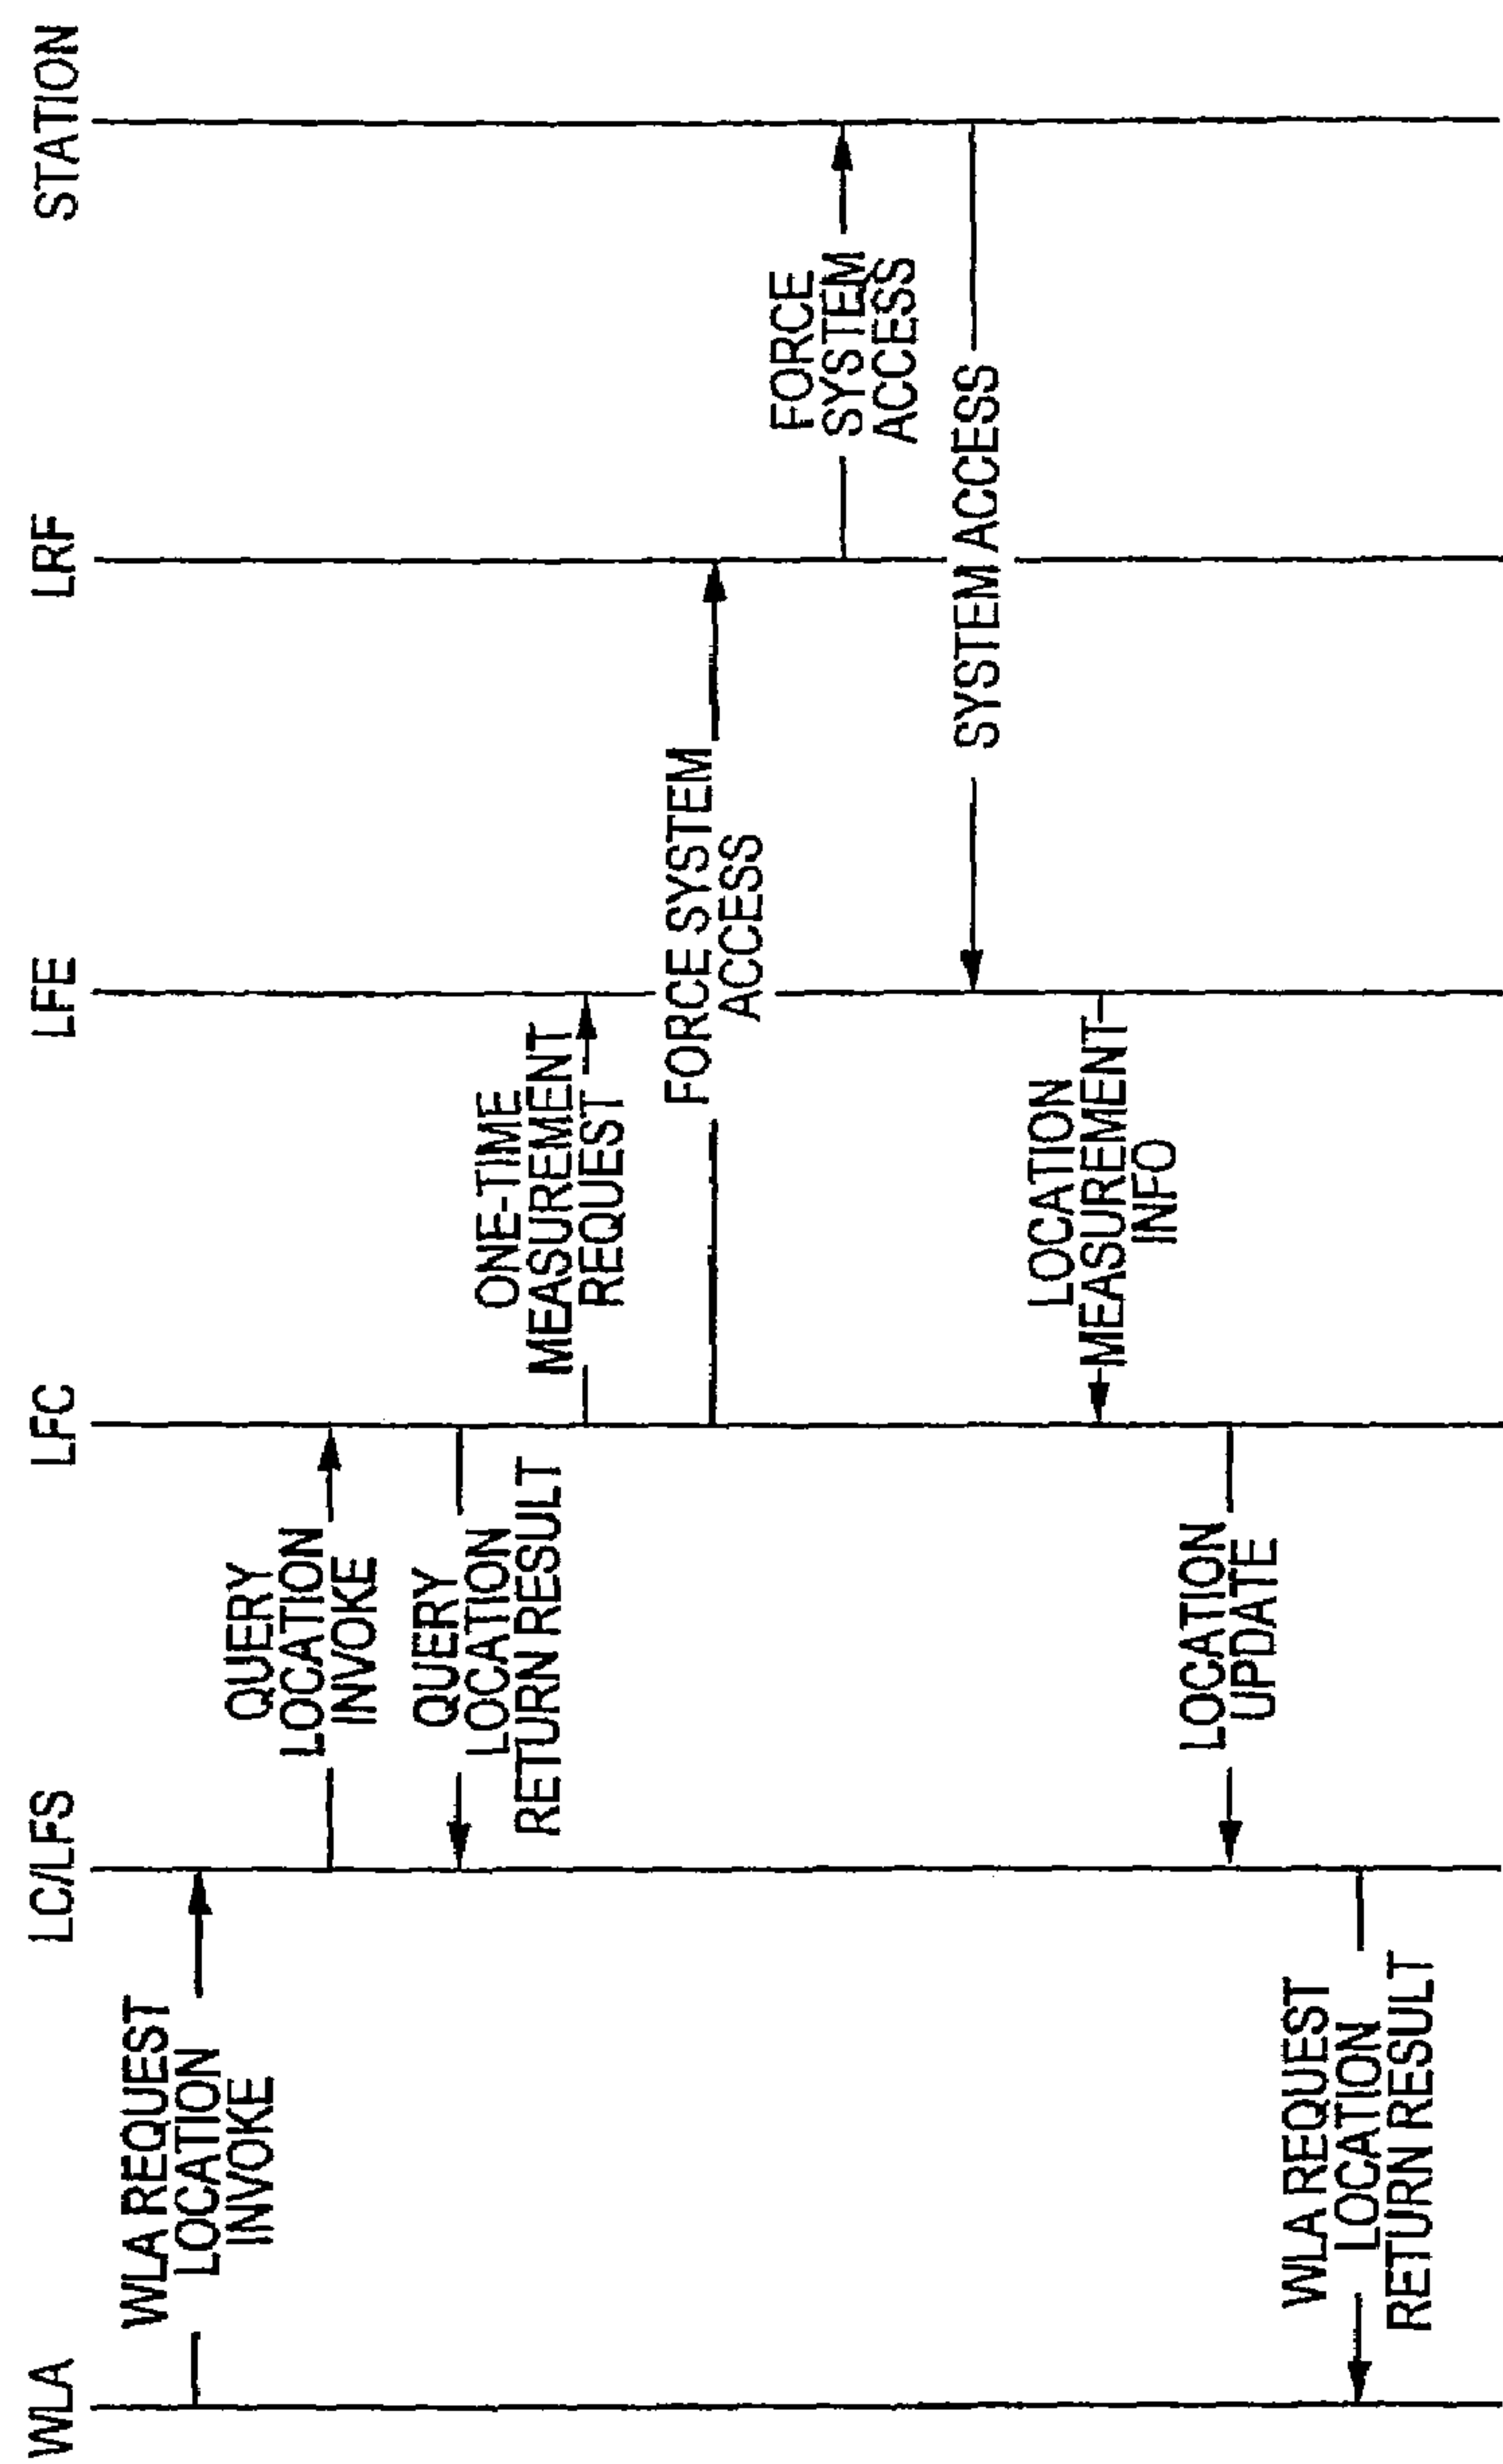 WLA
LC/LFS
LFC
LFE
LRF
STATION
WLA REQUEST
LOCATION
INVOKE
QUERY
LOCATION
INVOKE
QUERY
LOCATION
RETURN RESULT
ONE-TIME
MEASUREMENT
REQUEST
FORCE SYSTEM
ACCESS
FORCE
SYSTEM
ACCESS
SYSTEM ACCESS
LOCATION
MEASUREMENT
INFO
LOCATION
UPDATE
WLA REQUEST
LOCATION
RETURN RESULT